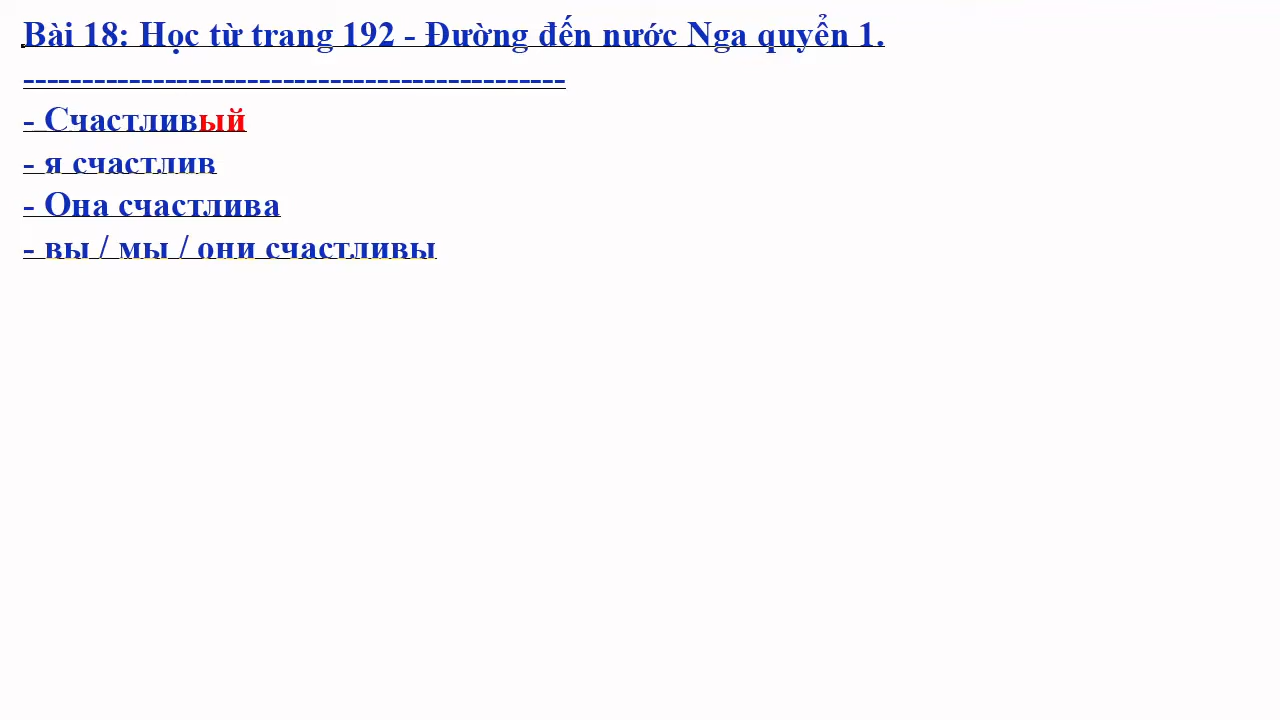 Bài 18: Học từ trang 192 - Đường đến nước Nga quyển 1.
----------------------------------------------
- Счастливый
- я счастлив
- Она счастлива
- вы / мы / они счастливы